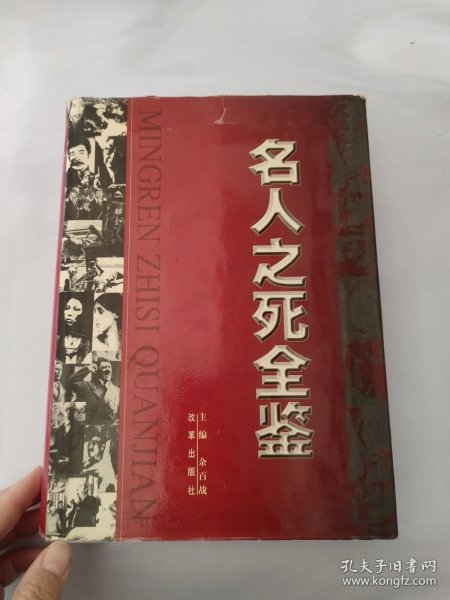 名人之死全鉴
MINGREN ZHISI QUANJIAN
主编 余百战
改革出版社
孔夫子旧书网
www.kongfz.com